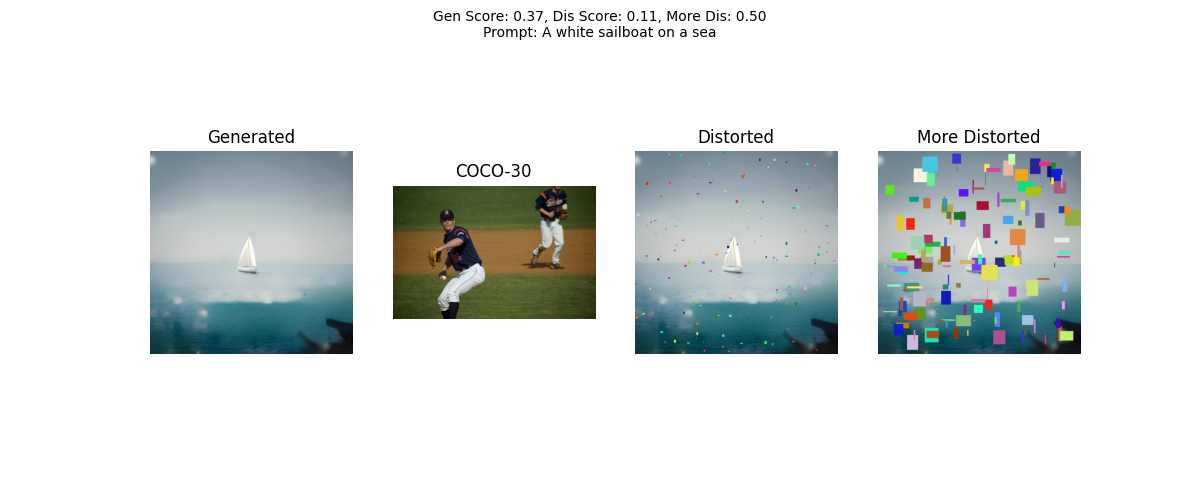 Gen Score: 0.37, Dis Score: 0.11, More Dis: 0.50
Prompt: A white sailboat on a sea
Generated
COCO-30
Distorted
More Distorted